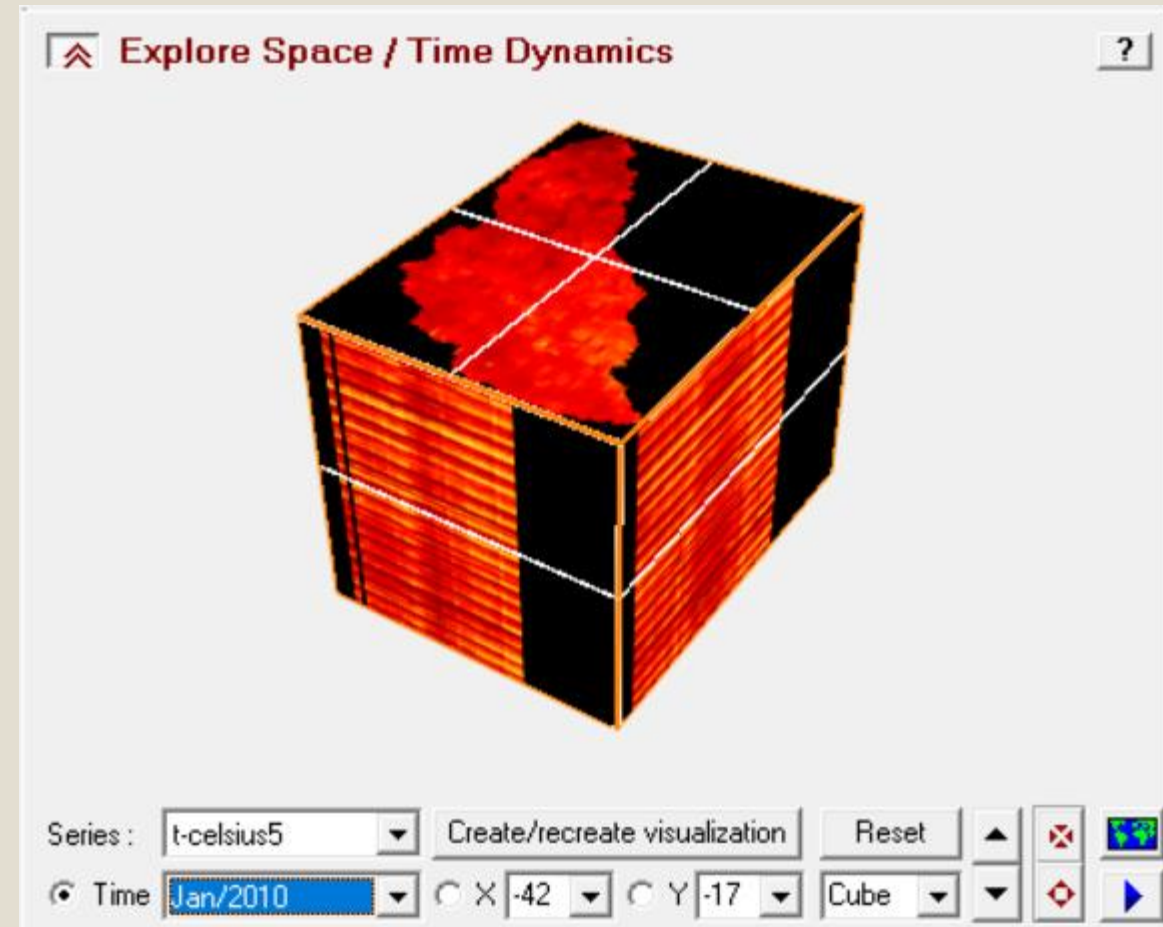 Explore Space / Time Dynamics ?
Series : t-celsius5 Create/recreate visualization Reset
Time Jan/2010 X -42 Y -17 Cube